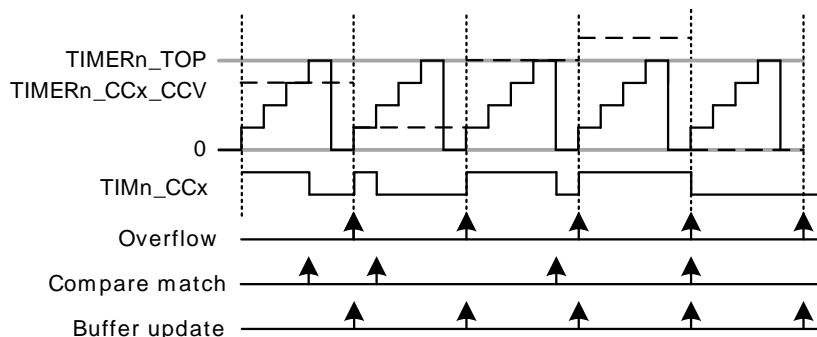 TIMERn_TOP
TIMERn_CCx_CCV
0
TIMn_CCx
Overflow
Compare match
Buffer update